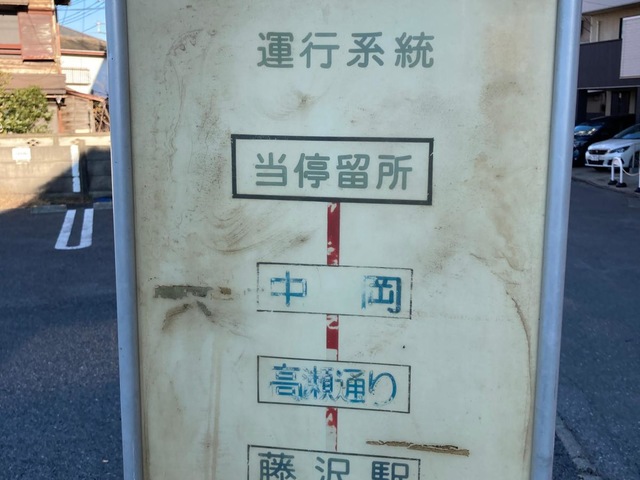 運行系統
当停留所
中岡
高瀬通り
藤沢駅